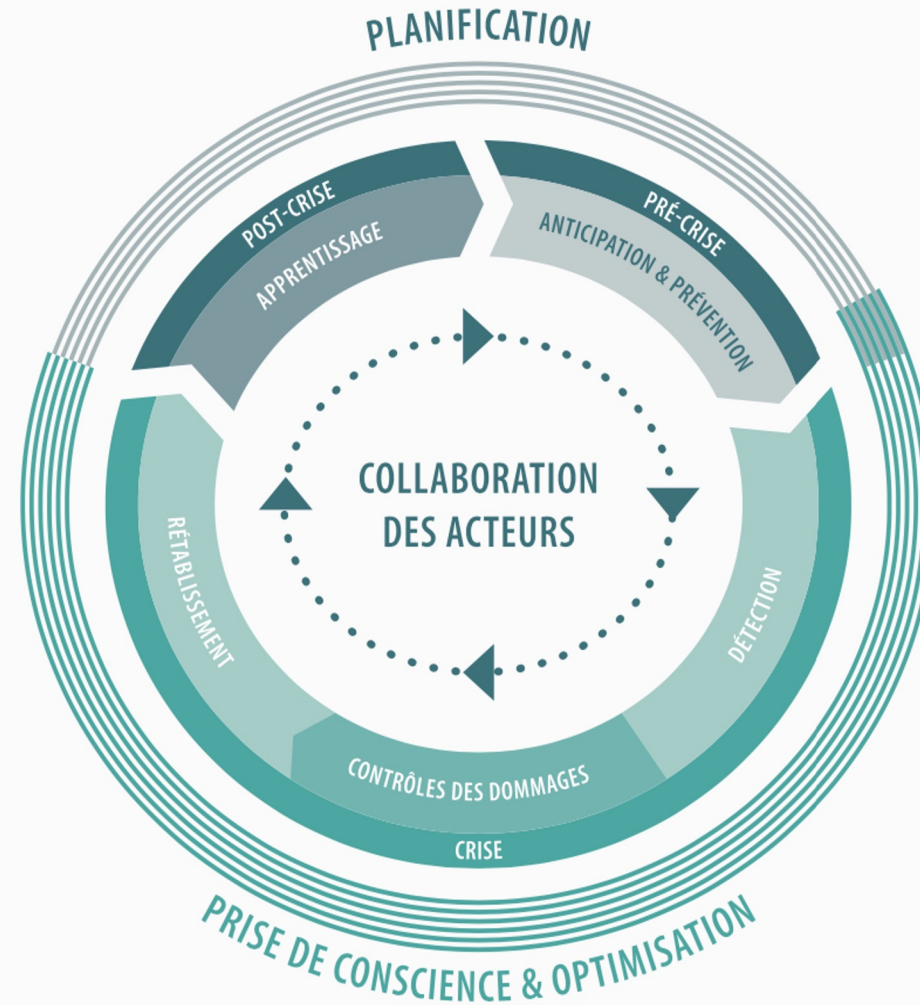 PLANIFICATION
POST-CRISE
APPRENTISSAGE
PRÉ-CRISE
ANTICIPATION & PRÉVENTION
COLLABORATION
DES ACTEURS
RÉTABLISSEMENT
DÉTECTION
CONTRÔLES DES DOMMAGES
CRISE
PRISE DE CONSCIENCE & OPTIMISATION